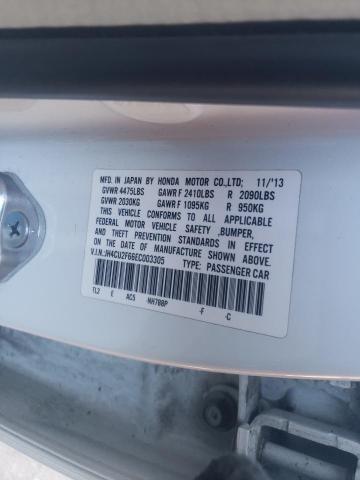 MFD. IN JAPAN BY HONDA MOTOR CO.,LTD; 11/'13
GVWR 4475LBS GAWR F 2410LBS R 2090LBS
GVWR 2030KG GAWR F 1095KG R 950KG
THIS VEHICLE CONFORMS TO ALL APPLICABLE
FEDERAL MOTOR VEHICLE SAFETY ,BUMPER,
AND THEFT PREVENTION STANDARDS IN EFFECT
ON THE DATE OF MANUFACTURE SHOWN ABOVE.
V.I.N.:JH4CU2F66EC003305 TYPE: PASSENGER CAR
TL2 E AC5 -NH788P -F -C